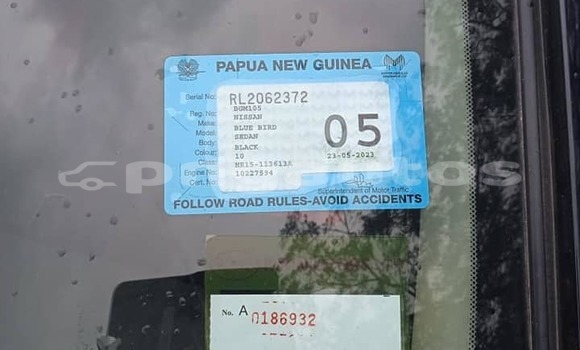 PAPUA NEW GUINEA
Serial No: RL2062372
Reg. No: BGM105
Make: NISSAN
Model: BLUE BIRD
Body: SEDAN
Colour: BLACK
Class: 10
Engine No: HR15-113613A
Cert. No: 10227594
05
23-05-2023
Superintendent of Motor Traffic
FOLLOW ROAD RULES-AVOID ACCIDENTS
No. A 0186932